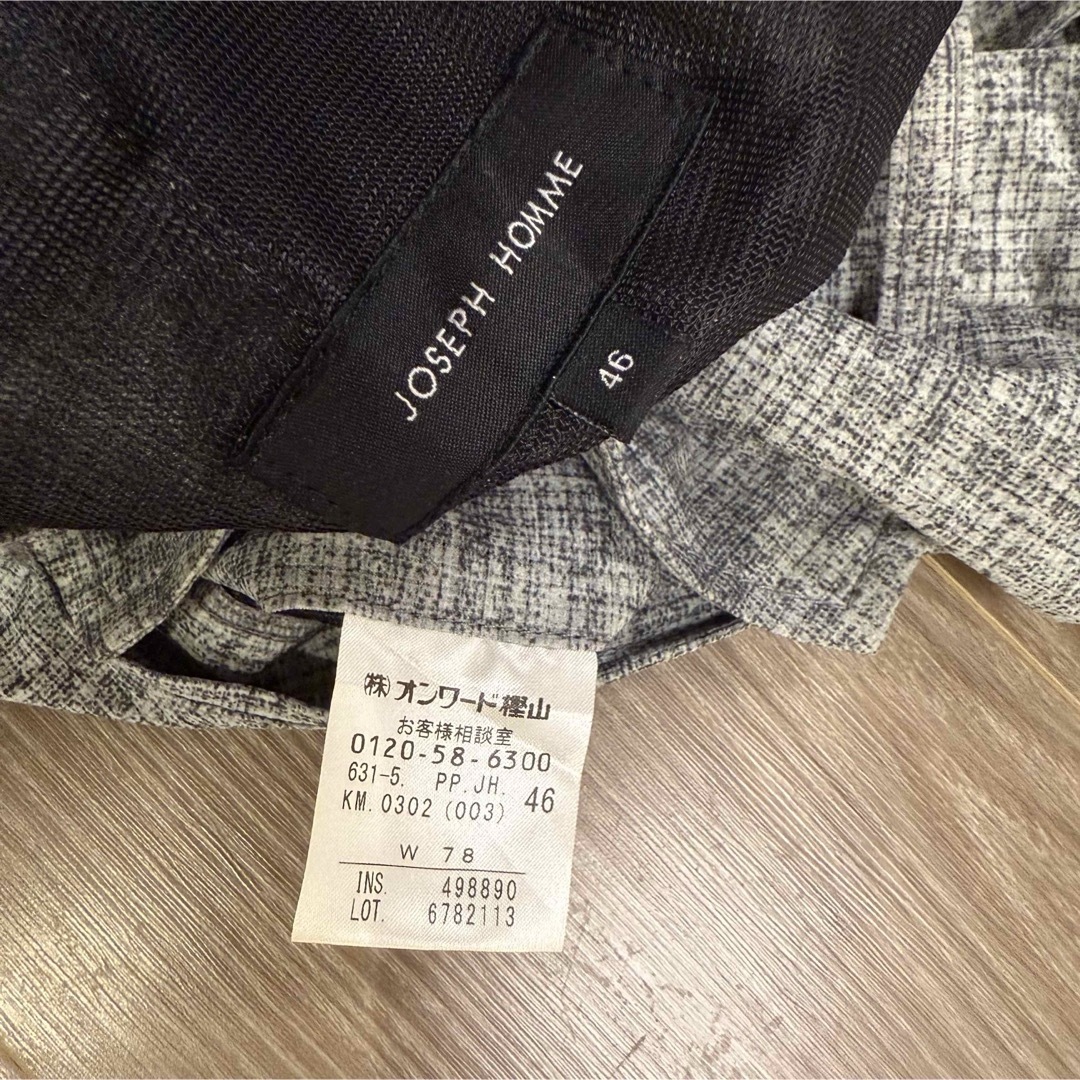 JOSEPH HOMME
46
㈱オンワード樫山
お客様相談室
0120-58-6300
631-5. PP.JH. 46
KM.0302 (003)
W 78
INS. 498890
LOT. 6782113